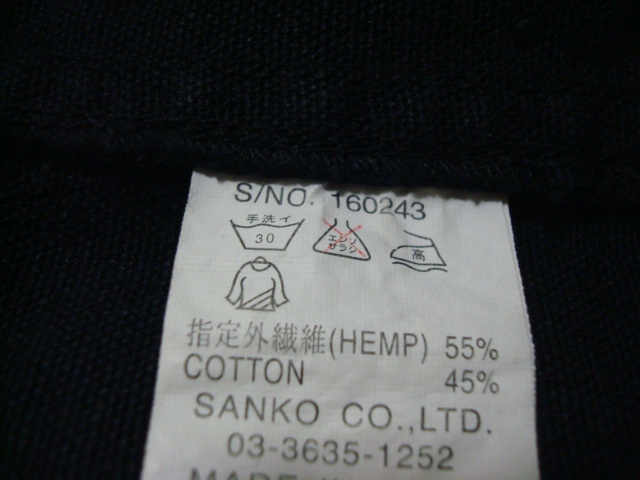 S/NO. 160243
手洗イ
30
エンソ
サラシ
高
指定外繊維(HEMP) 55%
COTTON 45%
SANKO CO.,LTD.
03-3635-1252
MADE